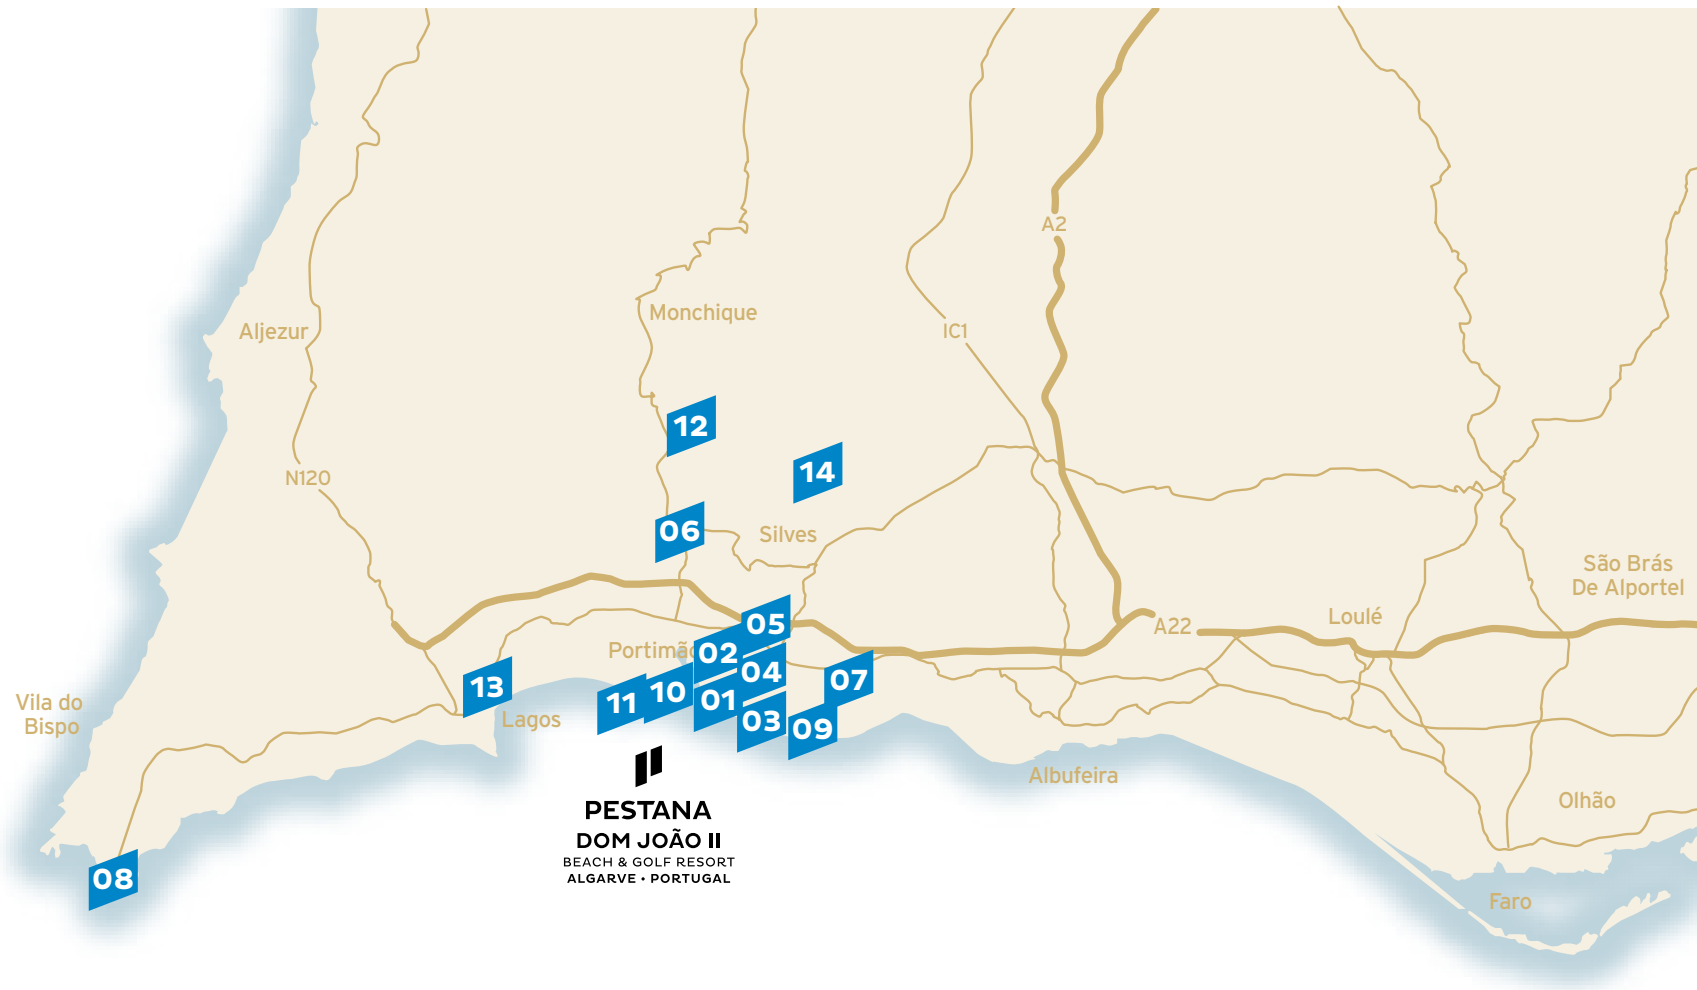 A2
Monchique
IC1
Aljezur
12
14
N120
06
Silves
São Brás
De Alportel
05
Loulé
A22
Portimão
02
04
07
13
10
11
01
Vila do
Bispo
Lagos
03
09
Albufeira
Olhão
PESTANA
DOM JOÃO II
BEACH & GOLF RESORT
ALGARVE • PORTUGAL
08
Faro